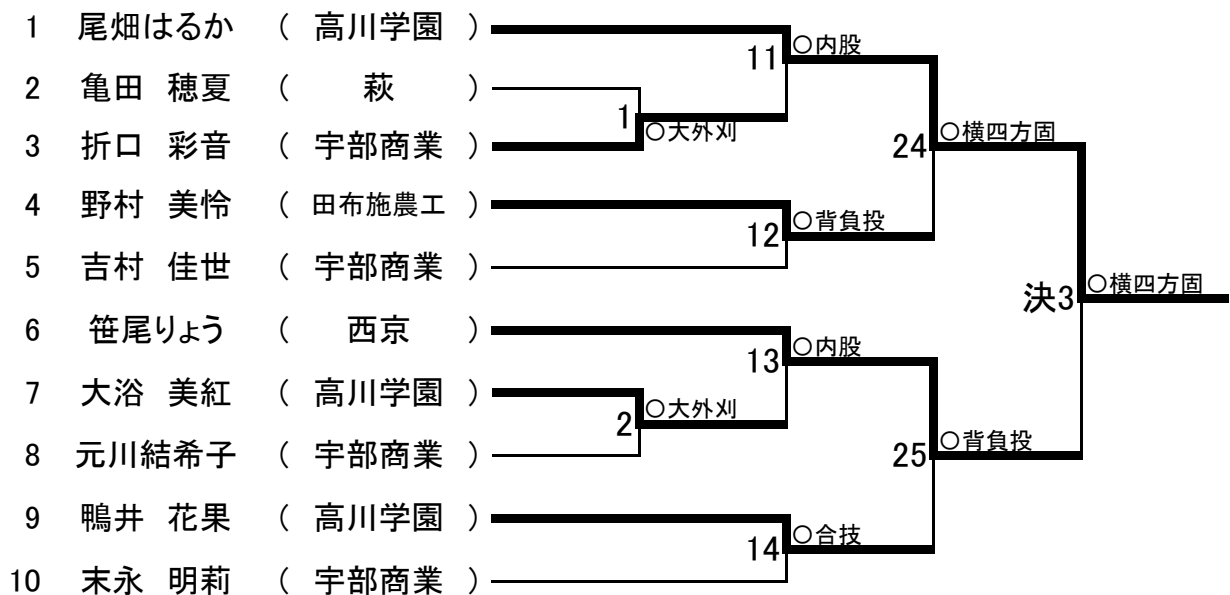 1 尾畑はるか ( 高川学園 )
11 ○内股
2 亀田 穂夏 ( 萩 )
1 ○大外刈
3 折口 彩音 ( 宇部商業 )
24 ○横四方固
4 野村 美怜 ( 田布施農工 )
12 ○背負投
5 吉村 佳世 ( 宇部商業 )
決3 ○横四方固
6 笹尾りょう ( 西京 )
13 ○内股
7 大浴 美紅 ( 高川学園 )
2 ○大外刈
8 元川結希子 ( 宇部商業 )
25 ○背負投
9 鴨井 花果 ( 高川学園 )
14 ○合技
10 末永 明莉 ( 宇部商業 )